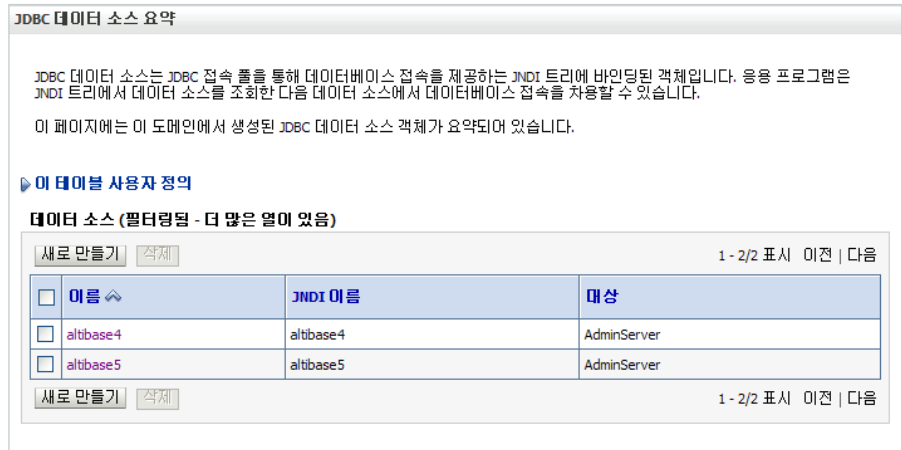 JDBC 데이터 소스 요약
JDBC 데이터 소스는 JDBC 접속 풀을 통해 데이터베이스 접속을 제공하는 JNDI 트리에 바인딩된 객체입니다. 응용 프로그램은
JNDI 트리에서 데이터 소스를 조회한 다음 데이터 소스에서 데이터베이스 접속을 차용할 수 있습니다.
이 페이지에는 이 도메인에서 생성된 JDBC 데이터 소스 객체가 요약되어 있습니다.
이 테이블 사용자 정의
데이터 소스 (필터링됨 - 더 많은 열이 있음)
새로 만들기 삭제 1 - 2/2 표시 이전 | 다음
이름 JNDI 이름 대상
altibase4 altibase4 AdminServer
altibase5 altibase5 AdminServer
새로 만들기 삭제 1 - 2/2 표시 이전 | 다음